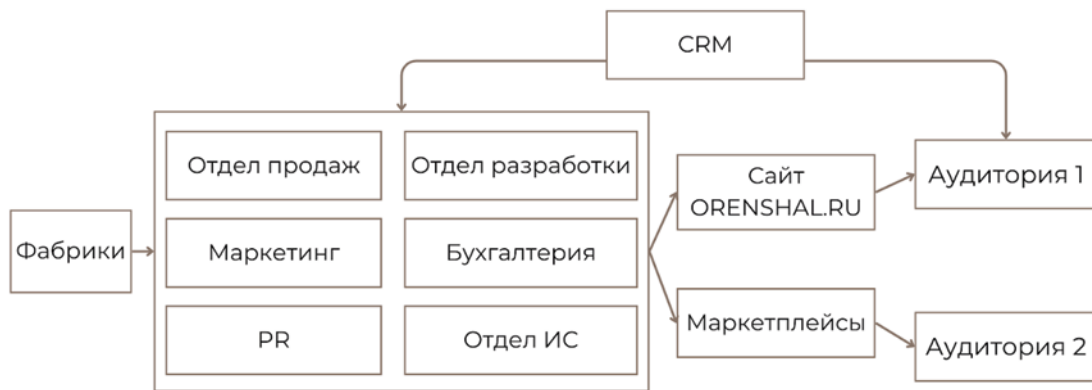 CRM
Отдел продаж
Отдел разработки
Фабрики
Маркетинг
Бухгалтерия
PR
Отдел ИС
Сайт
ORENSHAL.RU
Маркетплейсы
Аудитория 1
Аудитория 2